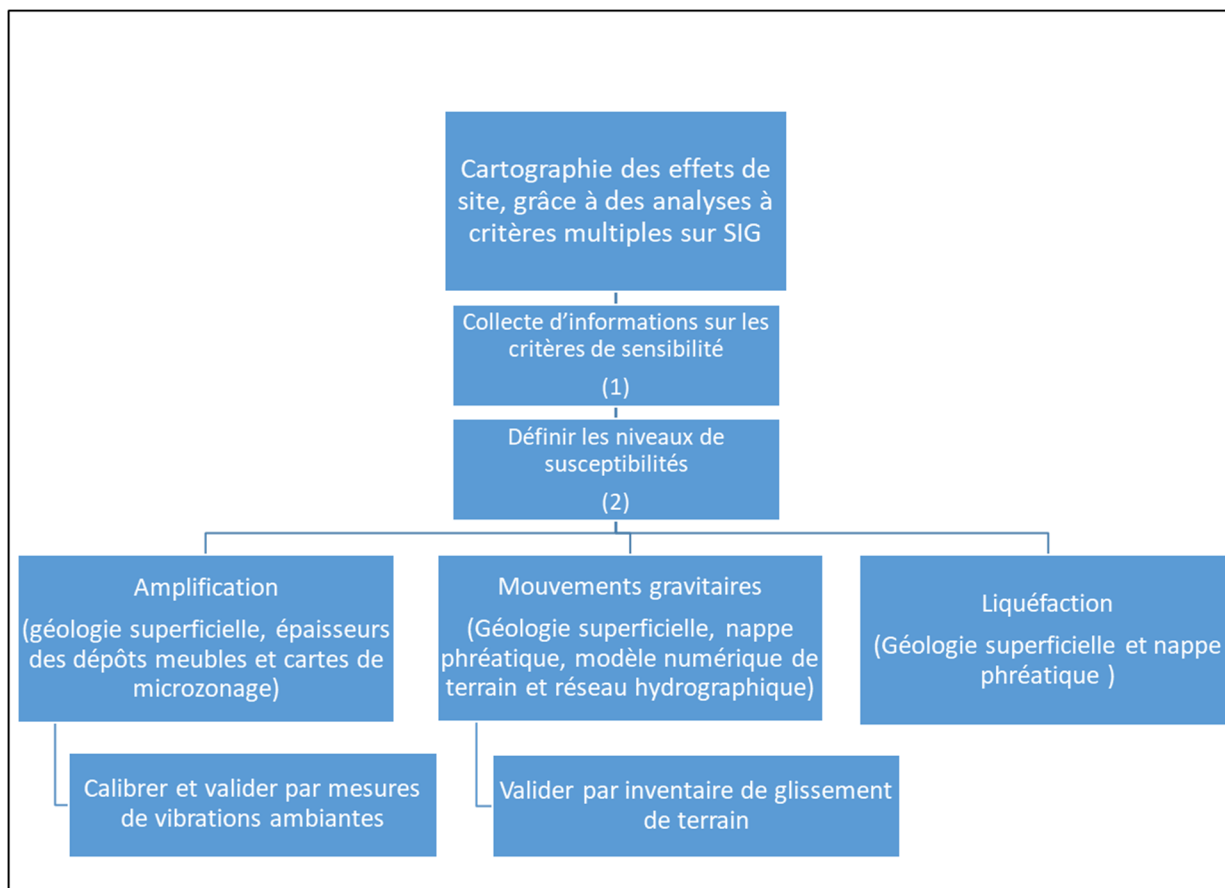 Cartographie des effets de
site, grâce à des analyses à
critères multiples sur SIG
Collecte d'informations sur les
critères de sensibilité
(1)
Définir les niveaux de
susceptibilités
(2)
Amplification
(géologie superficielle, épaisseurs
des dépôts meubles et cartes de
microzonage)
Mouvements gravitaires
(Géologie superficielle, nappe
phréatique, modèle numérique de
terrain et réseau hydrographique)
Liquéfaction
(Géologie superficielle et nappe
phréatique )
Calibrer et valider par mesures
de vibrations ambiantes
Valider par inventaire de glissement
de terrain